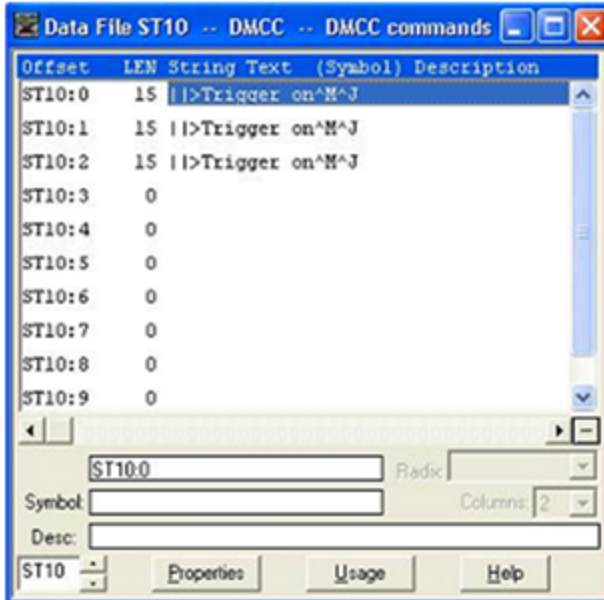 Data File ST10 -- DMCC -- DMCC commands
Offset LEN String Text (Symbol) Description
ST10:0 15 ||>Trigger on^M^J
ST10:1 15 ||>Trigger on^M^J
ST10:2 15 ||>Trigger on^M^J
ST10:3 0
ST10:4 0
ST10:5 0
ST10:6 0
ST10:7 0
ST10:8 0
ST10:9 0
ST10:0 Radix:
Symbol: Columns: 2
Desc:
ST10 Properties Usage Help